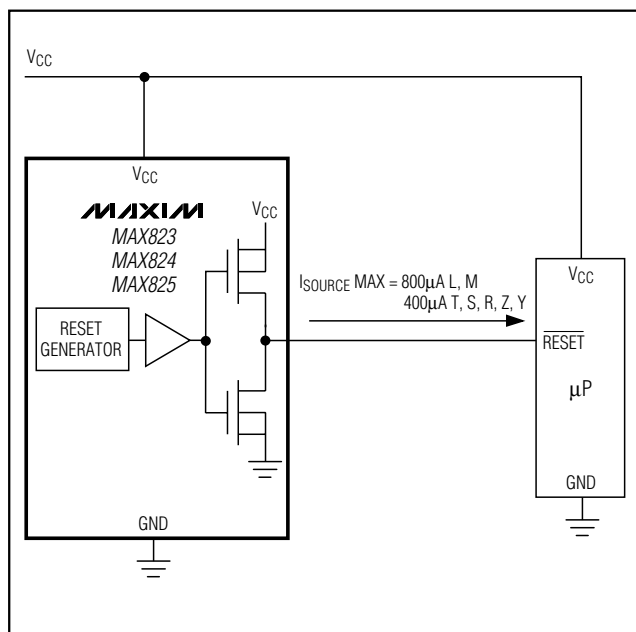 VCC
VCC
MAXIM
MAX823
MAX824
MAX825
VCC
RESET
GENERATOR
GND
ISOURCE MAX = 800µA L, M
400µA T, S, R, Z, Y
VCC
RESET
µP
GND